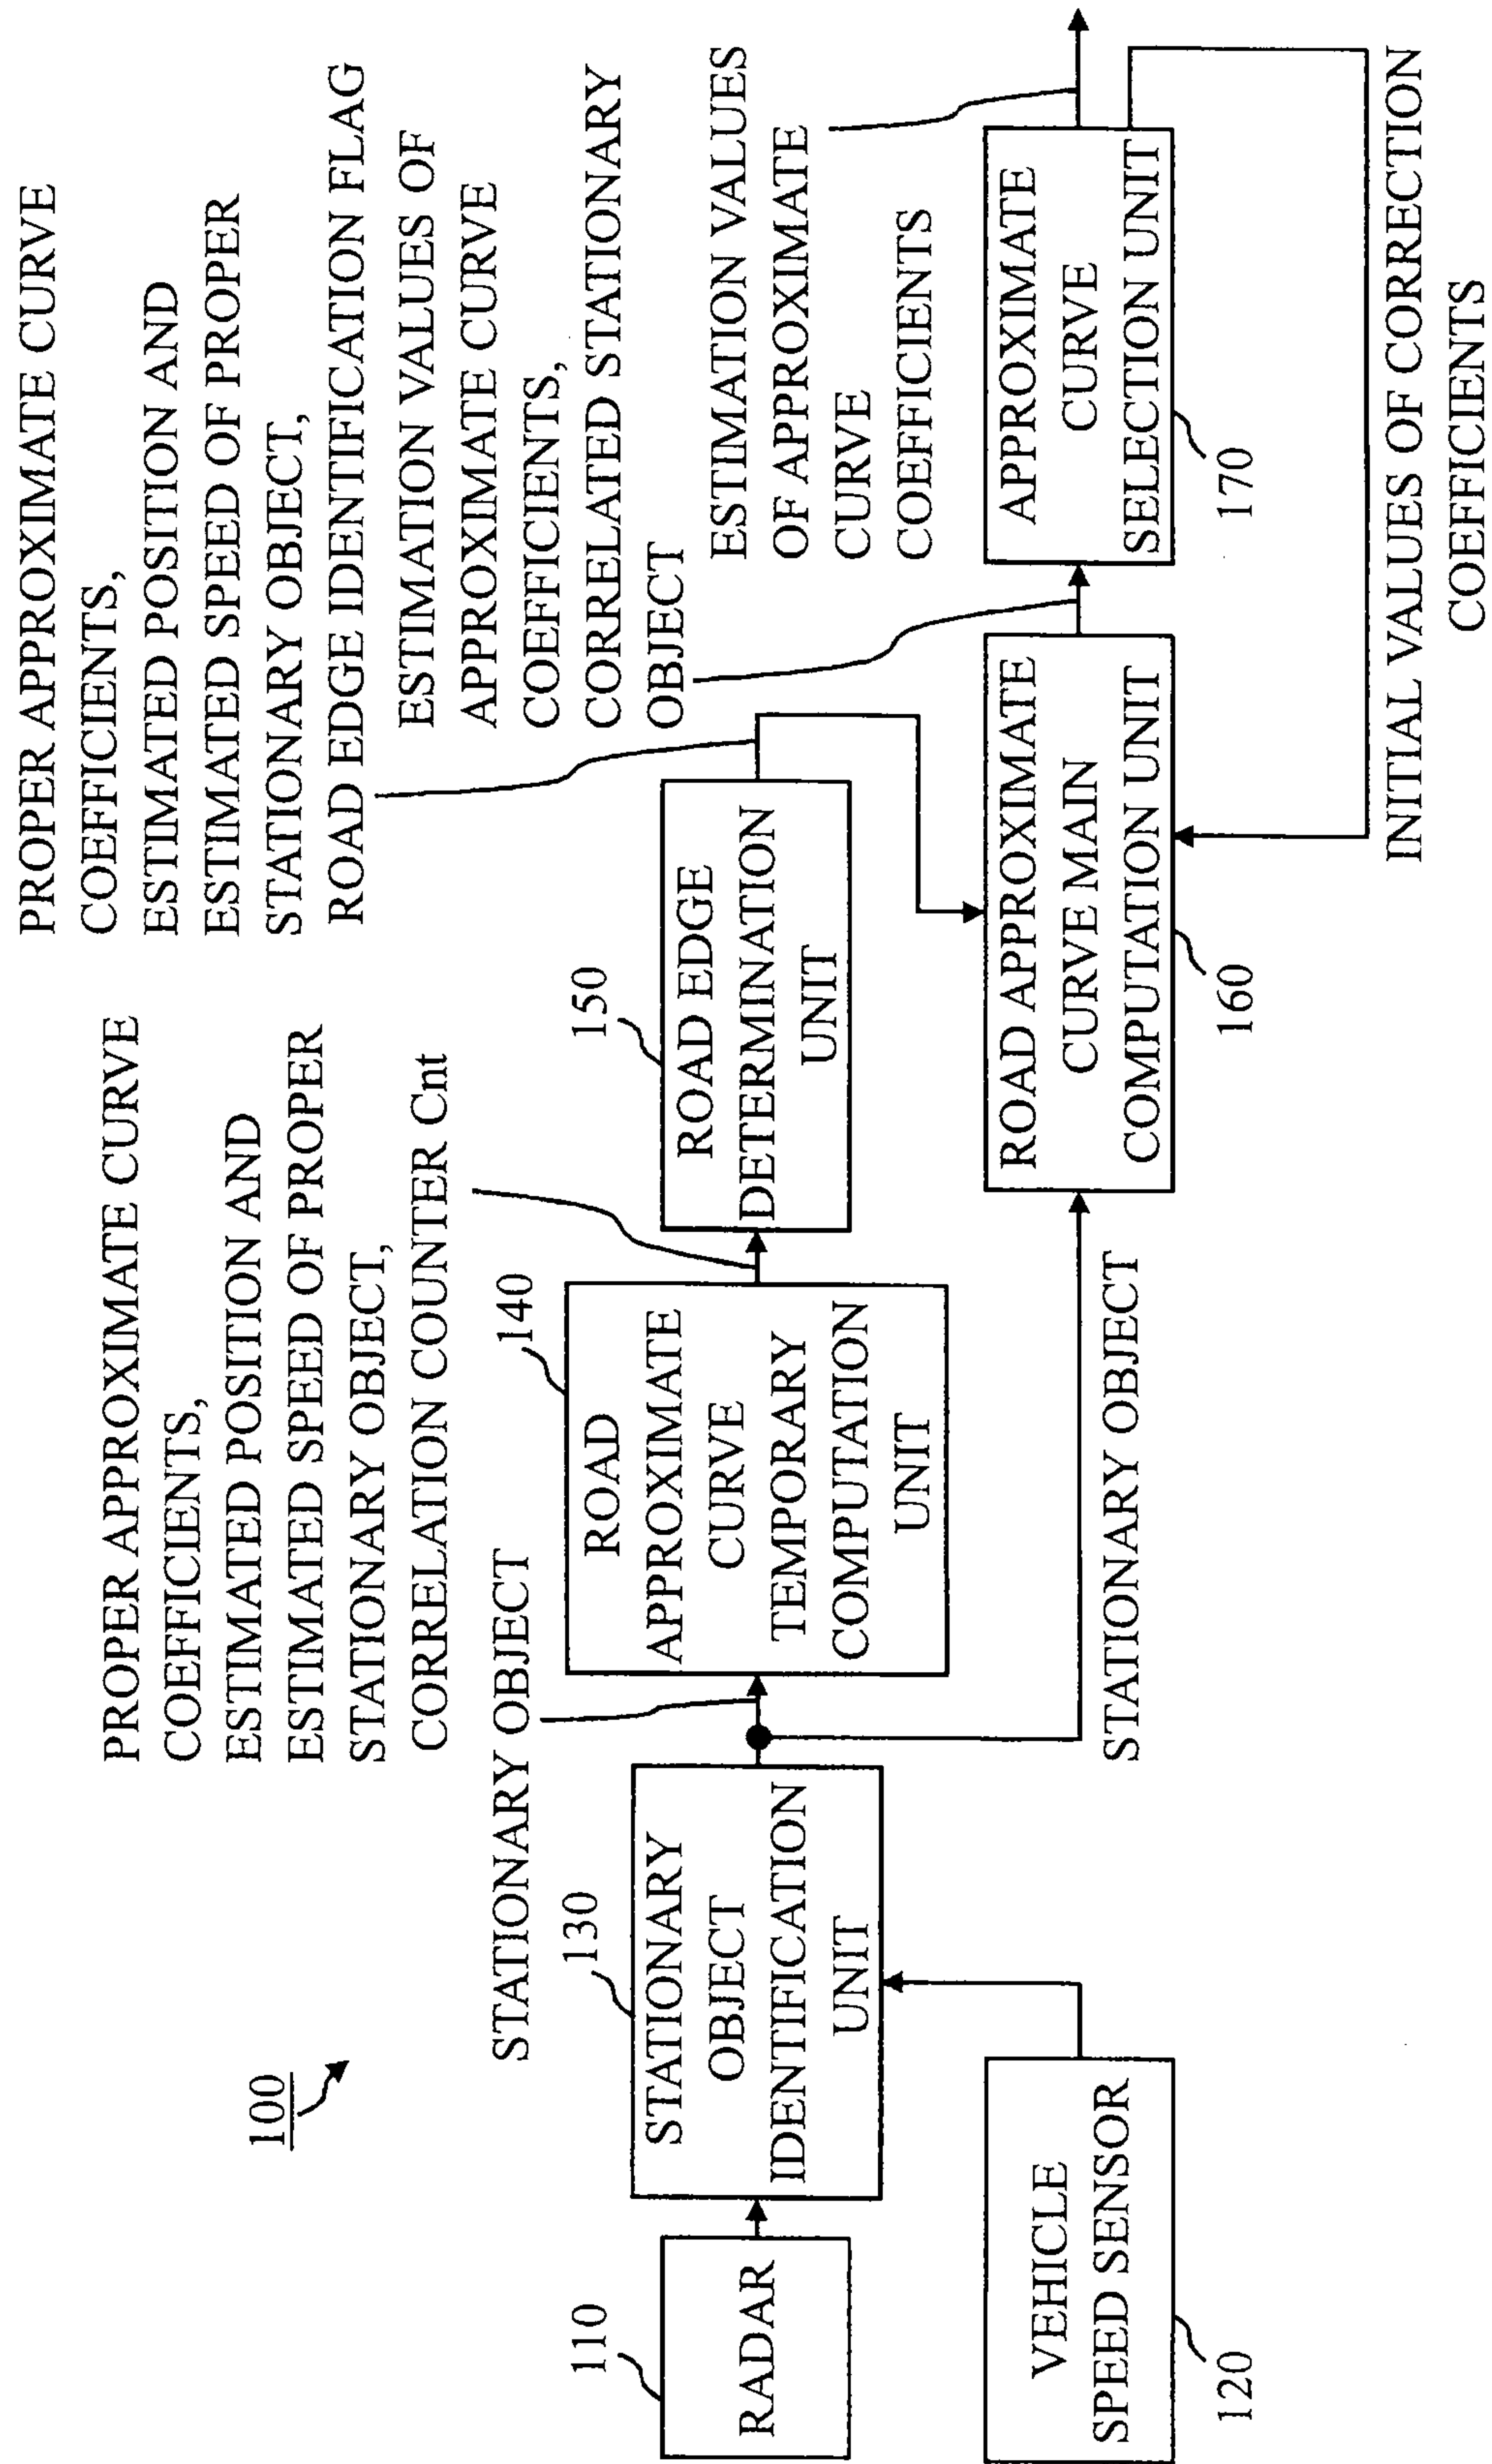 100
PROPER APPROXIMATE CURVE
COEFFICIENTS,
ESTIMATED POSITION AND
ESTIMATED SPEED OF PROPER
STATIONARY OBJECT,
CORRELATION COUNTER Cnt
PROPER APPROXIMATE CURVE
COEFFICIENTS,
ESTIMATED POSITION AND
ESTIMATED SPEED OF PROPER
STATIONARY OBJECT,
ROAD EDGE IDENTIFICATION FLAG
ESTIMATION VALUES OF
APPROXIMATE CURVE
COEFFICIENTS,
CORRELATED STATIONARY
OBJECT
ESTIMATION VALUES
OF APPROXIMATE
CURVE
COEFFICIENTS
STATIONARY OBJECT
110
RADAR
130
STATIONARY
OBJECT
IDENTIFICATION
UNIT
140
ROAD
APPROXIMATE
CURVE
TEMPORARY
COMPUTATION
UNIT
150
ROAD EDGE
DETERMINATION
UNIT
VEHICLE
SPEED SENSOR
120
STATIONARY OBJECT
ROAD APPROXIMATE
CURVE MAIN
COMPUTATION UNIT
160
APPROXIMATE
CURVE
SELECTION UNIT
170
INITIAL VALUES OF CORRECTION
COEFFICIENTS